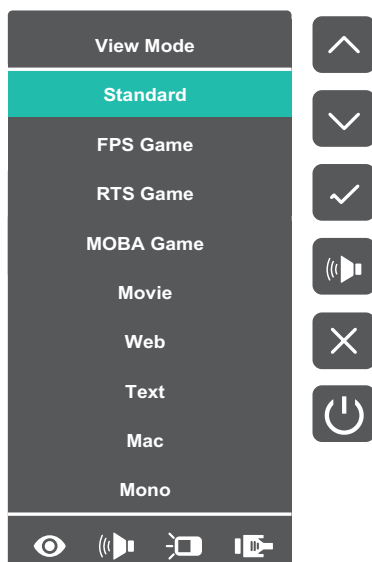 View Mode
Standard
FPS Game
RTS Game
MOBA Game
Movie
Web
Text
Mac
Mono